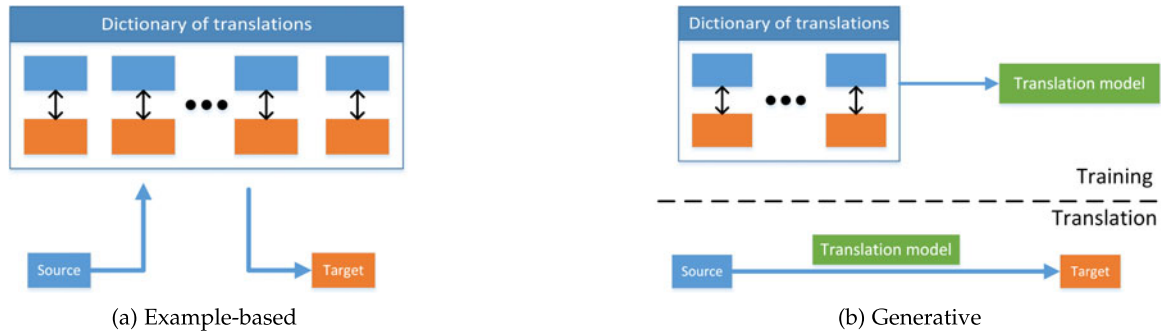 Dictionary of translations
Source
Target
(a) Example-based
Dictionary of translations
Translation model
Training
Translation
Translation model
Source
Target
(b) Generative